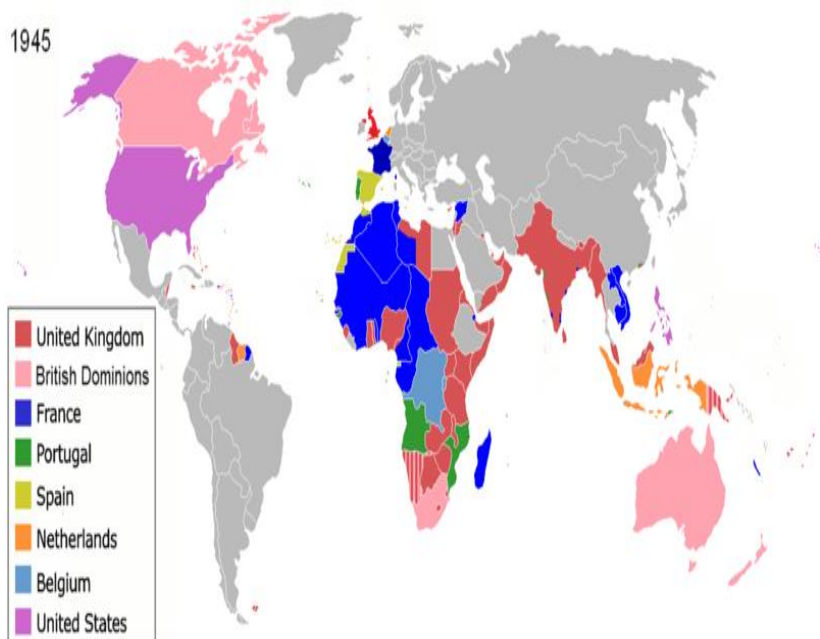 1945
United Kingdom
British Dominions
France
Portugal
Spain
Netherlands
Belgium
United States